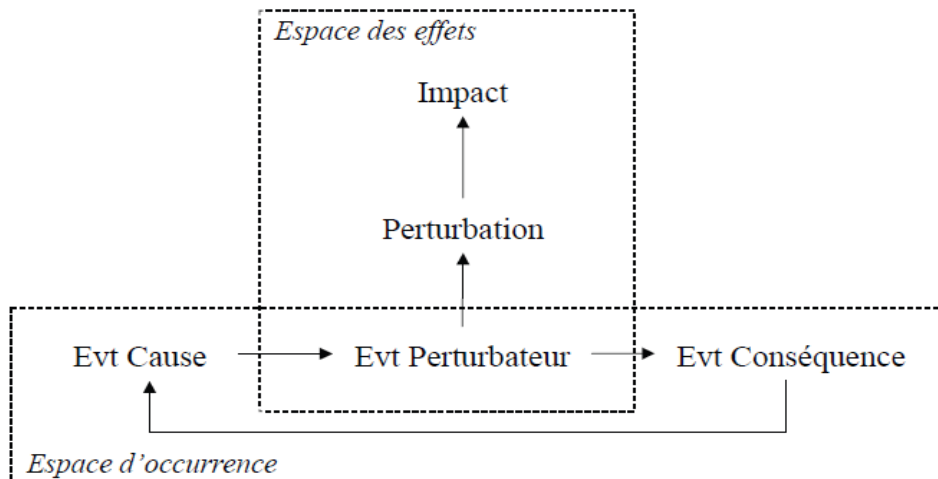 Espace des effets
Impact
Perturbation
Evt Cause
Evt Perturbateur
Evt Conséquence
Espace d'occurrence